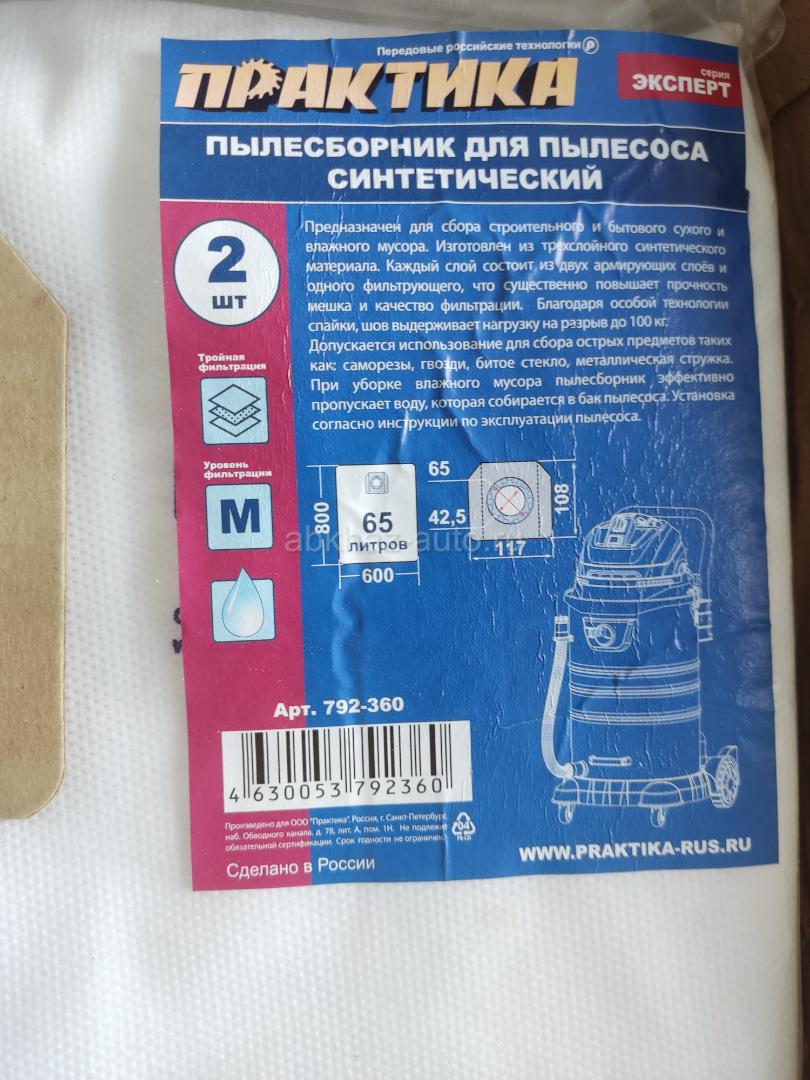 Передовые российские технологии
ПРАКТИКА
серия
ЭКСПЕРТ
ПЫЛЕСБОРНИК ДЛЯ ПЫЛЕСОСА
СИНТЕТИЧЕСКИЙ
2
шт
Предназначен для сбора строительного и бытового сухого и
влажного мусора. Изготовлен из трехслойного синтетического
материала. Каждый слой состоит из двух армирующих слоёв и
одного фильтрующего, что существенно повышает прочность
мешка и качество фильтрации. Благодаря особой технологии
спайки, шов выдерживает нагрузку на разрыв до 100 кг.
Допускается использование для сбора острых предметов таких
как: саморезы, гвозди, битое стекло, металлическая стружка.
При уборке влажного мусора пылесборник эффективно
пропускает воду, которая собирается в бак пылесоса. Установка
согласно инструкции по эксплуатации пылесоса.
Тройная
фильтрация
Уровень
фильтрации
М
800
65
литров
600
65
42,5
117
108
abkhaz-auto.ru
Арт. 792-360
4 630053 792360
Произведено для ООО "Практика". Россия, г. Санкт-Петербург,
наб. Обводного канала, д. 78, лит. А, пом. 1Н. Не подлежит
обязательной сертификации. Срок годности не ограничен.
04
PE-LD
Сделано в России
WWW.PRAKTIKA-RUS.RU